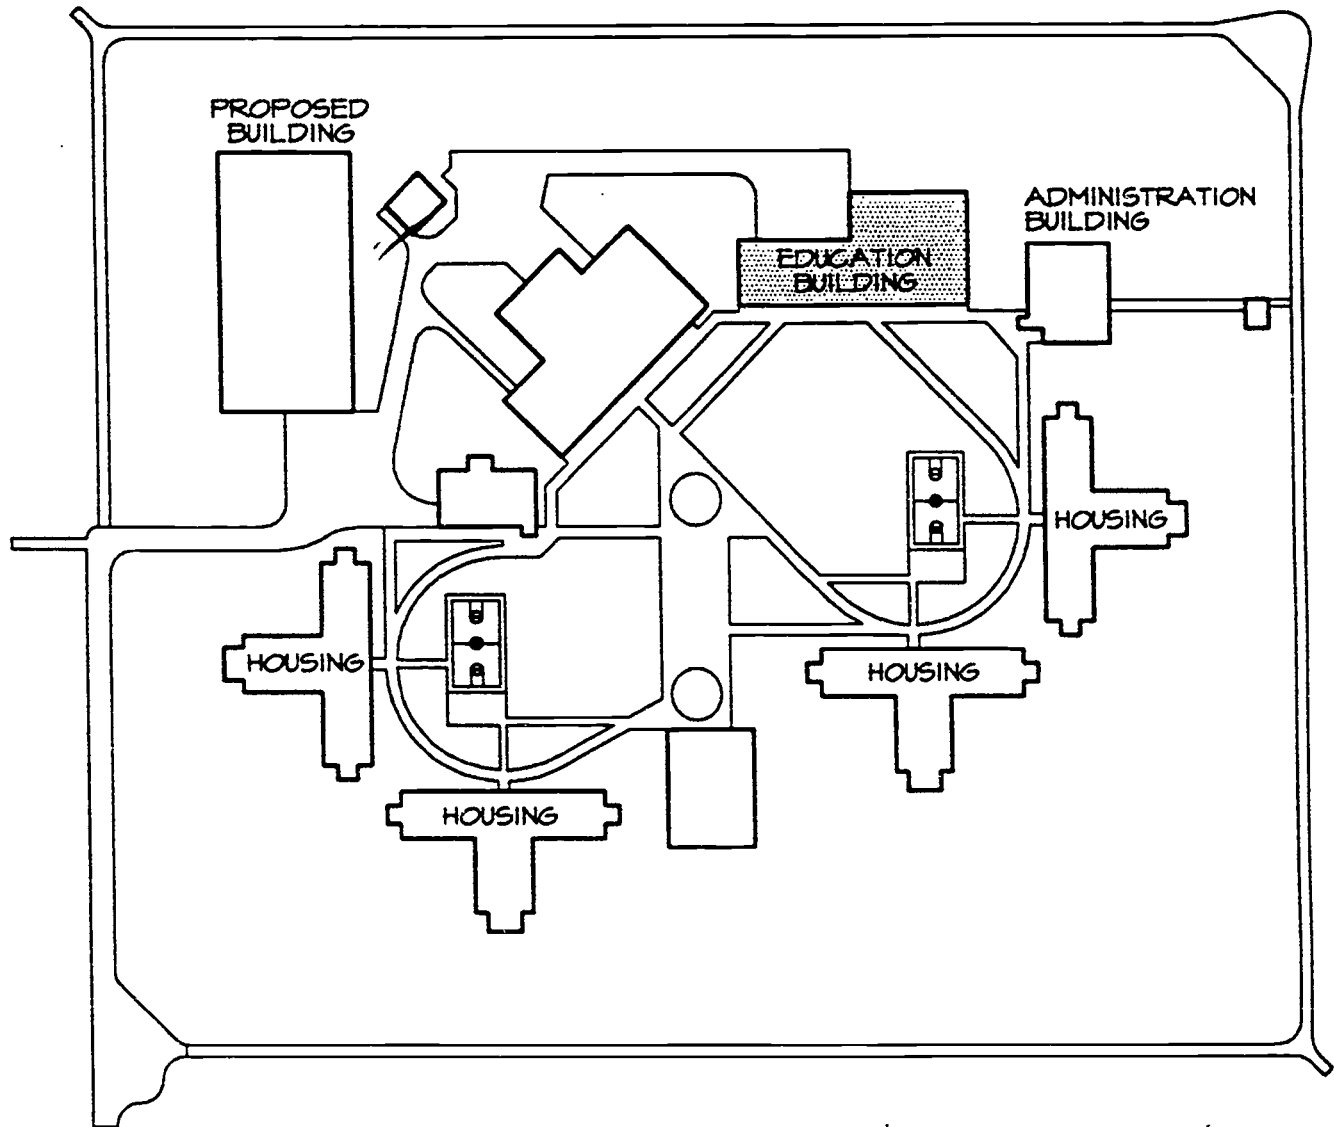 PROPOSED
BUILDING
ADMINISTRATION
BUILDING
EDUCATION
BUILDING
HOUSING
HOUSING
HOUSING
HOUSING